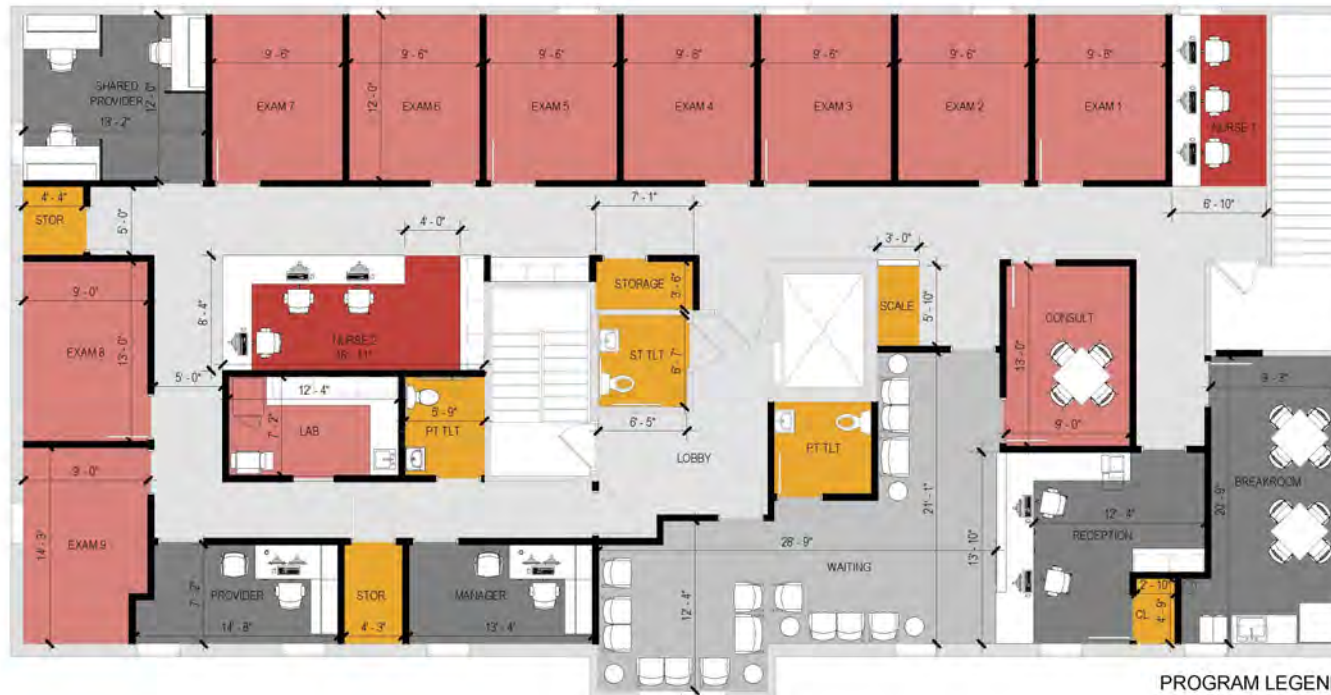 9' - 6"
9' - 6"
9' - 6"
9' - 6"
9' - 6"
9' - 6"
9' - 6"
SHARED
PROVIDER
12' - 0"
13' - 2"
EXAM 7
12' - 0"
EXAM 6
EXAM 5
EXAM 4
EXAM 3
EXAM 2
EXAM 1
NURSE 1
4' - 4"
STOR
5' - 0"
4' - 0"
7' - 1"
3' - 0"
6' - 10"
9' - 0"
EXAM 8
13' - 0"
5' - 0"
8' - 4"
NURSE 2
16' - 11"
STORAGE
3' - 6"
ST TLT
6' - 7"
6' - 5"
SCALE
5' - 10"
CONSULT
13' - 0"
9' - 0"
9' - 3"
12' - 4"
7' - 2"
LAB
5' - 9"
PT TLT
LOBBY
PT TLT
21' - 1"
BREAKROOM
20' - 9"
9' - 0"
14' - 9"
EXAM 9
28' - 9"
WAITING
13' - 10"
12' - 4"
RECEPTION
7' - 2"
PROVIDER
14' - 8"
STOR
4' - 3"
MANAGER
13' - 4"
12' - 4"
2' - 10"
CL
4' - 9"
PROGRAM LEGEN